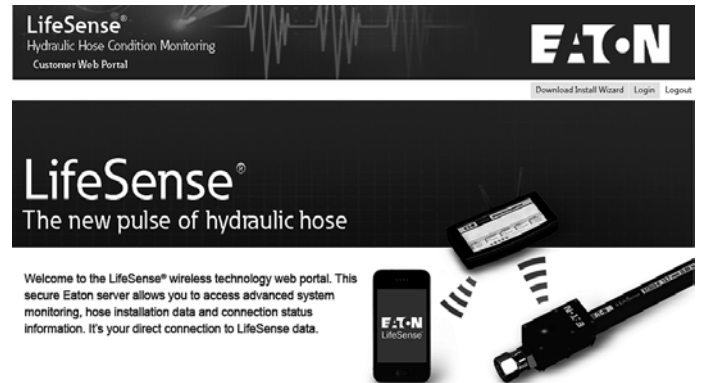 LifeSense®
Hydraulic Hose Condition Monitoring
Customer Web Portal
EATON
Download Install Wizard Login Logout
LifeSense®
The new pulse of hydraulic hose
Welcome to the LifeSense® wireless technology web portal. This
secure Eaton server allows you to access advanced system
monitoring, hose installation data and connection status
information. It's your direct connection to LifeSense data.
EATON
LifeSense